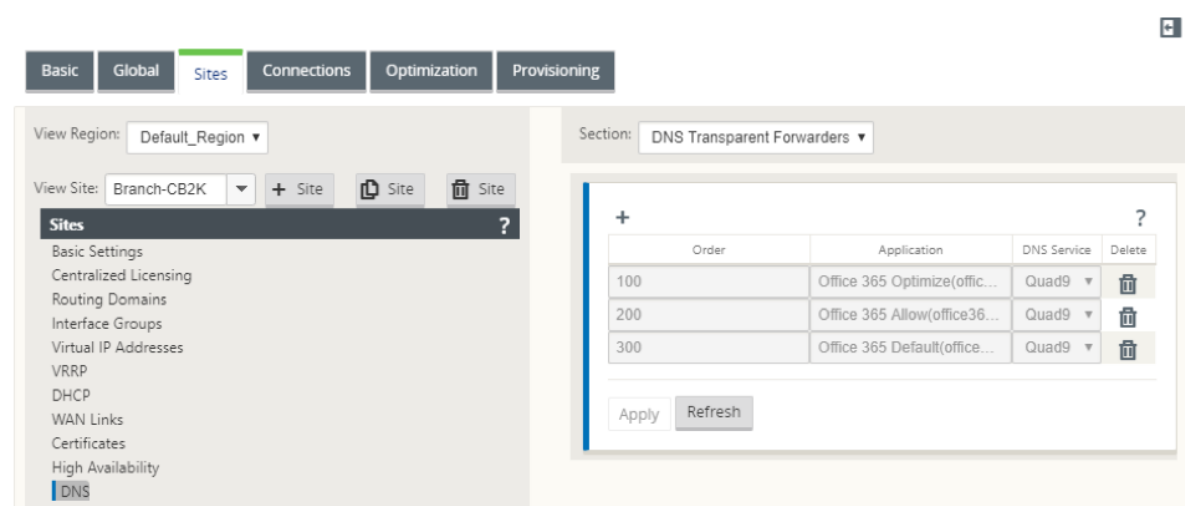 Basic Global Sites Connections Optimization Provisioning
View Region: Default_Region
Section: DNS Transparent Forwarders
View Site: Branch-CB2K + Site Site Site
Sites ?
Basic Settings
Centralized Licensing
Routing Domains
Interface Groups
Virtual IP Addresses
VRRP
DHCP
WAN Links
Certificates
High Availability
DNS
+ ?
Order Application DNS Service Delete
100 Office 365 Optimize(offic... Quad9
200 Office 365 Allow(office36... Quad9
300 Office 365 Default(office... Quad9
Apply Refresh